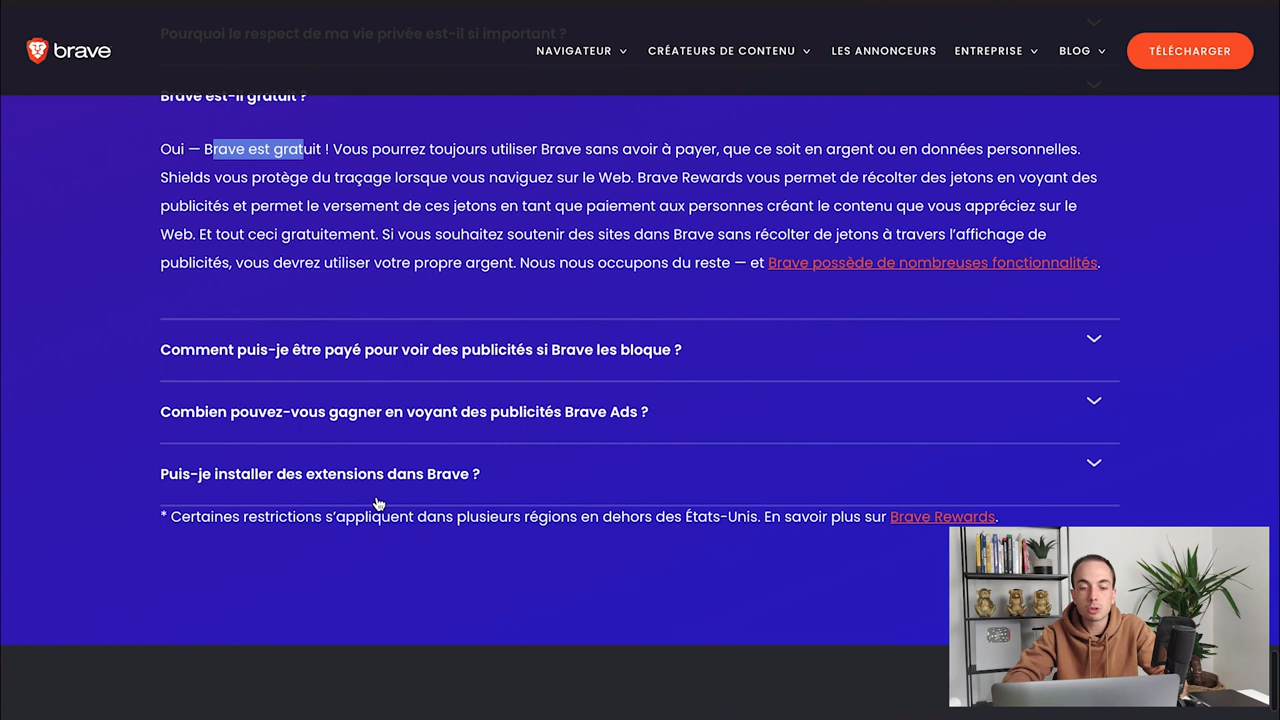 Pourquoi le respect de ma vie privée est-il si important ?
brave
NAVIGATEUR
CRÉATEURS DE CONTENU
LES ANNONCEURS
ENTREPRISE
BLOG
TÉLÉCHARGER
Brave est-il gratuit ?
Oui — Brave est gratuit ! Vous pourrez toujours utiliser Brave sans avoir à payer, que ce soit en argent ou en données personnelles.
Shields vous protège du traçage lorsque vous naviguez sur le Web. Brave Rewards vous permet de récolter des jetons en voyant des
publicités et permet le versement de ces jetons en tant que paiement aux personnes créant le contenu que vous appréciez sur le
Web. Et tout ceci gratuitement. Si vous souhaitez soutenir des sites dans Brave sans récolter de jetons à travers l’affichage de
publicités, vous devrez utiliser votre propre argent. Nous nous occupons du reste — et Brave possède de nombreuses fonctionnalités.
Comment puis-je être payé pour voir des publicités si Brave les bloque ?
Combien pouvez-vous gagner en voyant des publicités Brave Ads ?
Puis-je installer des extensions dans Brave ?
* Certaines restrictions s’appliquent dans plusieurs régions en dehors des États-Unis. En savoir plus sur Brave Rewards.